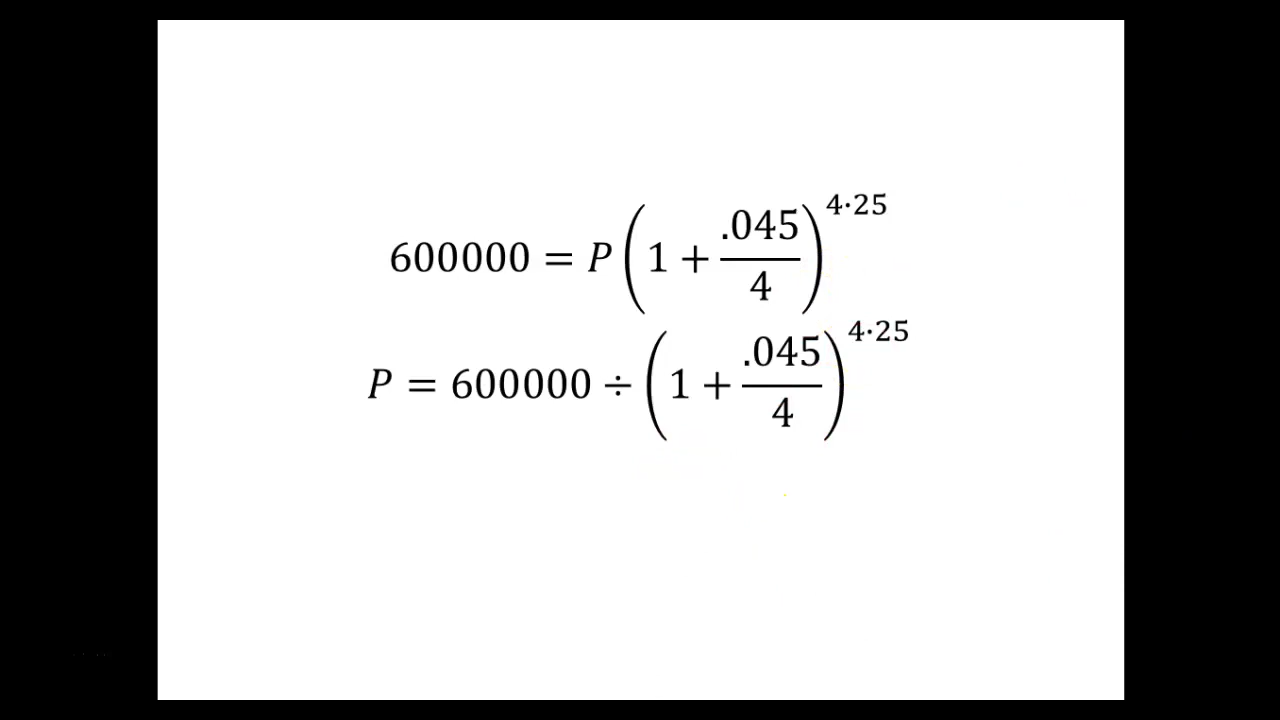 600000 = P(1 + .045/4)^4·25
P = 600000 ÷ (1 + .045/4)^4·25